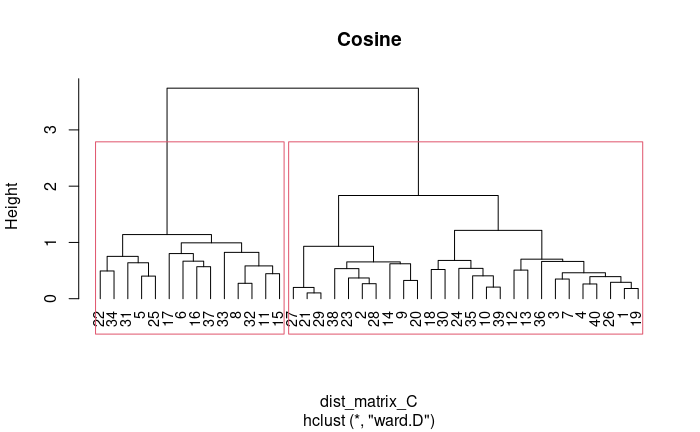 Cosine
Height
3
2
1
0
22 34 31 5 25 17 6 16 37 33 8 32 11 15 27 21 29 38 23 2 28 14 9 20 18 30 24 35 10 39 12 13 36 3 7 4 40 26 1 19
dist_matrix_C
hclust (*, "ward.D")